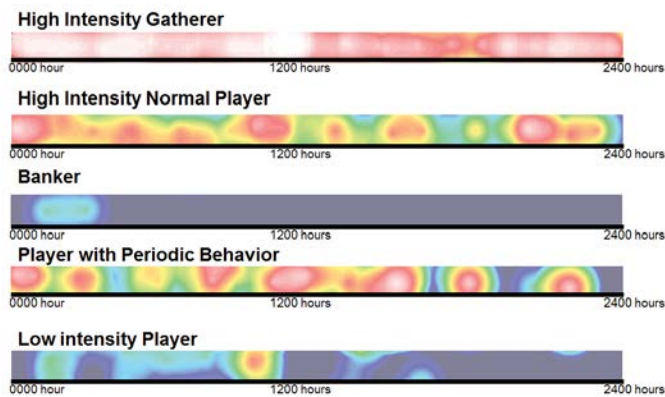 High Intensity Gatherer
0000 hour 1200 hours 2400 hours
High Intensity Normal Player
0000 hour 1200 hours 2400 hours
Banker
0000 hour 1200 hours 2400 hours
Player with Periodic Behavior
0000 hour 1200 hours 2400 hours
Low intensity Player
0000 hour 1200 hours 2400 hours